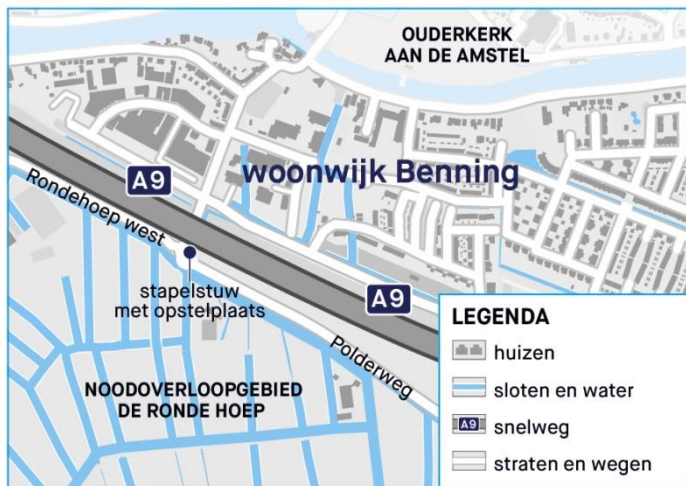 OUDERKERK
AAN DE AMSTEL
woonwijk Benning
A9
Rondehoep west
stapelstuw
met opstelplaats
A9
Polderweg
NOODOVERLOOPGEBIED
DE RONDE HOEP
LEGENDA
huizen
sloten en water
A9 snelweg
straten en wegen